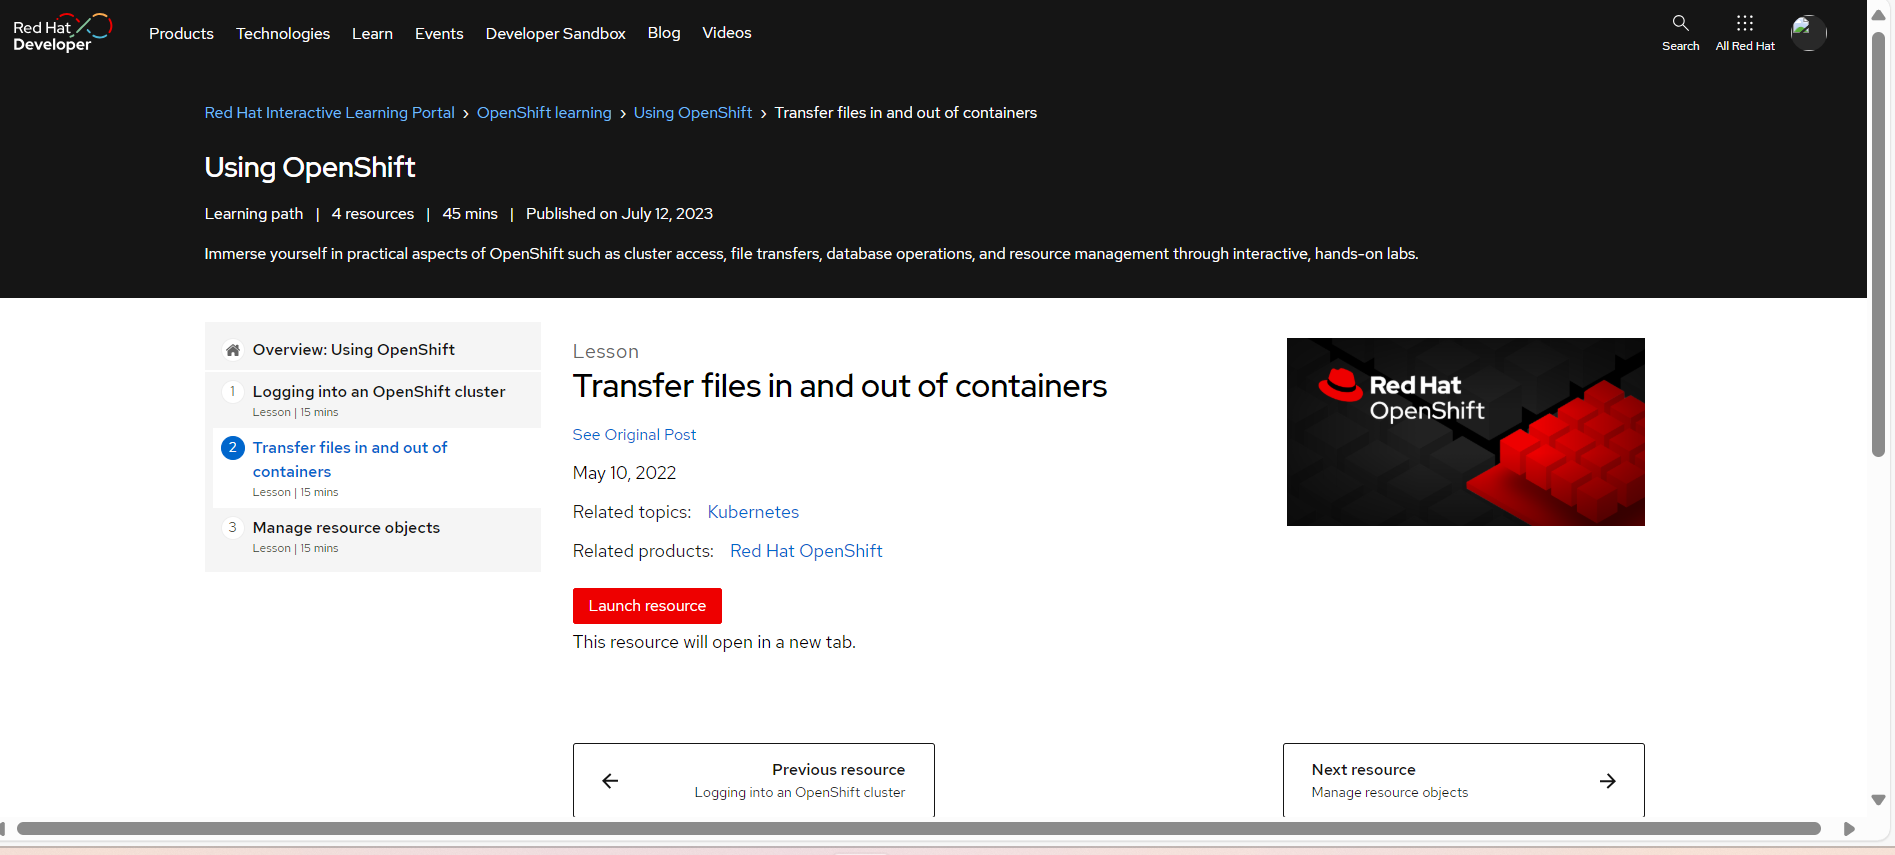 Red Hat
Developer
Products Technologies Learn Events Developer Sandbox Blog Videos
Search All Red Hat
Red Hat Interactive Learning Portal › OpenShift learning › Using OpenShift › Transfer files in and out of containers
Using OpenShift
Learning path | 4 resources | 45 mins | Published on July 12, 2023
Immerse yourself in practical aspects of OpenShift such as cluster access, file transfers, database operations, and resource management through interactive, hands-on labs.
Overview: Using OpenShift
1 Logging into an OpenShift cluster
Lesson | 15 mins
2 Transfer files in and out of
containers
Lesson | 15 mins
3 Manage resource objects
Lesson | 15 mins
Lesson
Transfer files in and out of containers
See Original Post
May 10, 2022
Related topics: Kubernetes
Related products: Red Hat OpenShift
Launch resource
This resource will open in a new tab.
Red Hat
OpenShift
Previous resource
Logging into an OpenShift cluster
Next resource
Manage resource objects